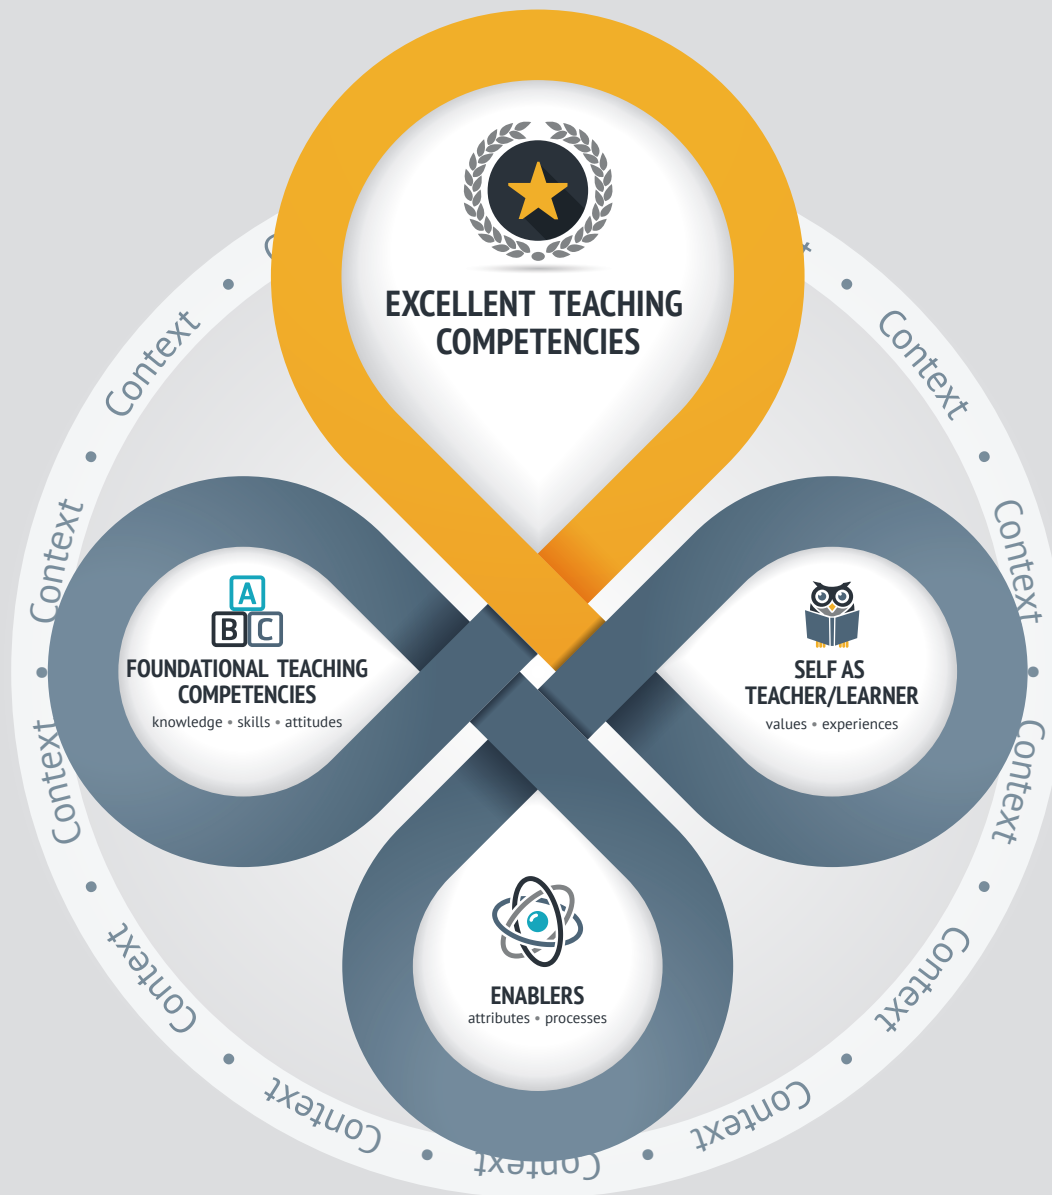 EXCELLENT TEACHING
COMPETENCIES
A
B C
FOUNDATIONAL TEACHING
COMPETENCIES
knowledge • skills • attitudes
SELF AS
TEACHER/LEARNER
values • experiences
ENABLERS
attributes • processes
Context
Context
Context
Context
Context
Context
Context
Context
Context
Context
Context